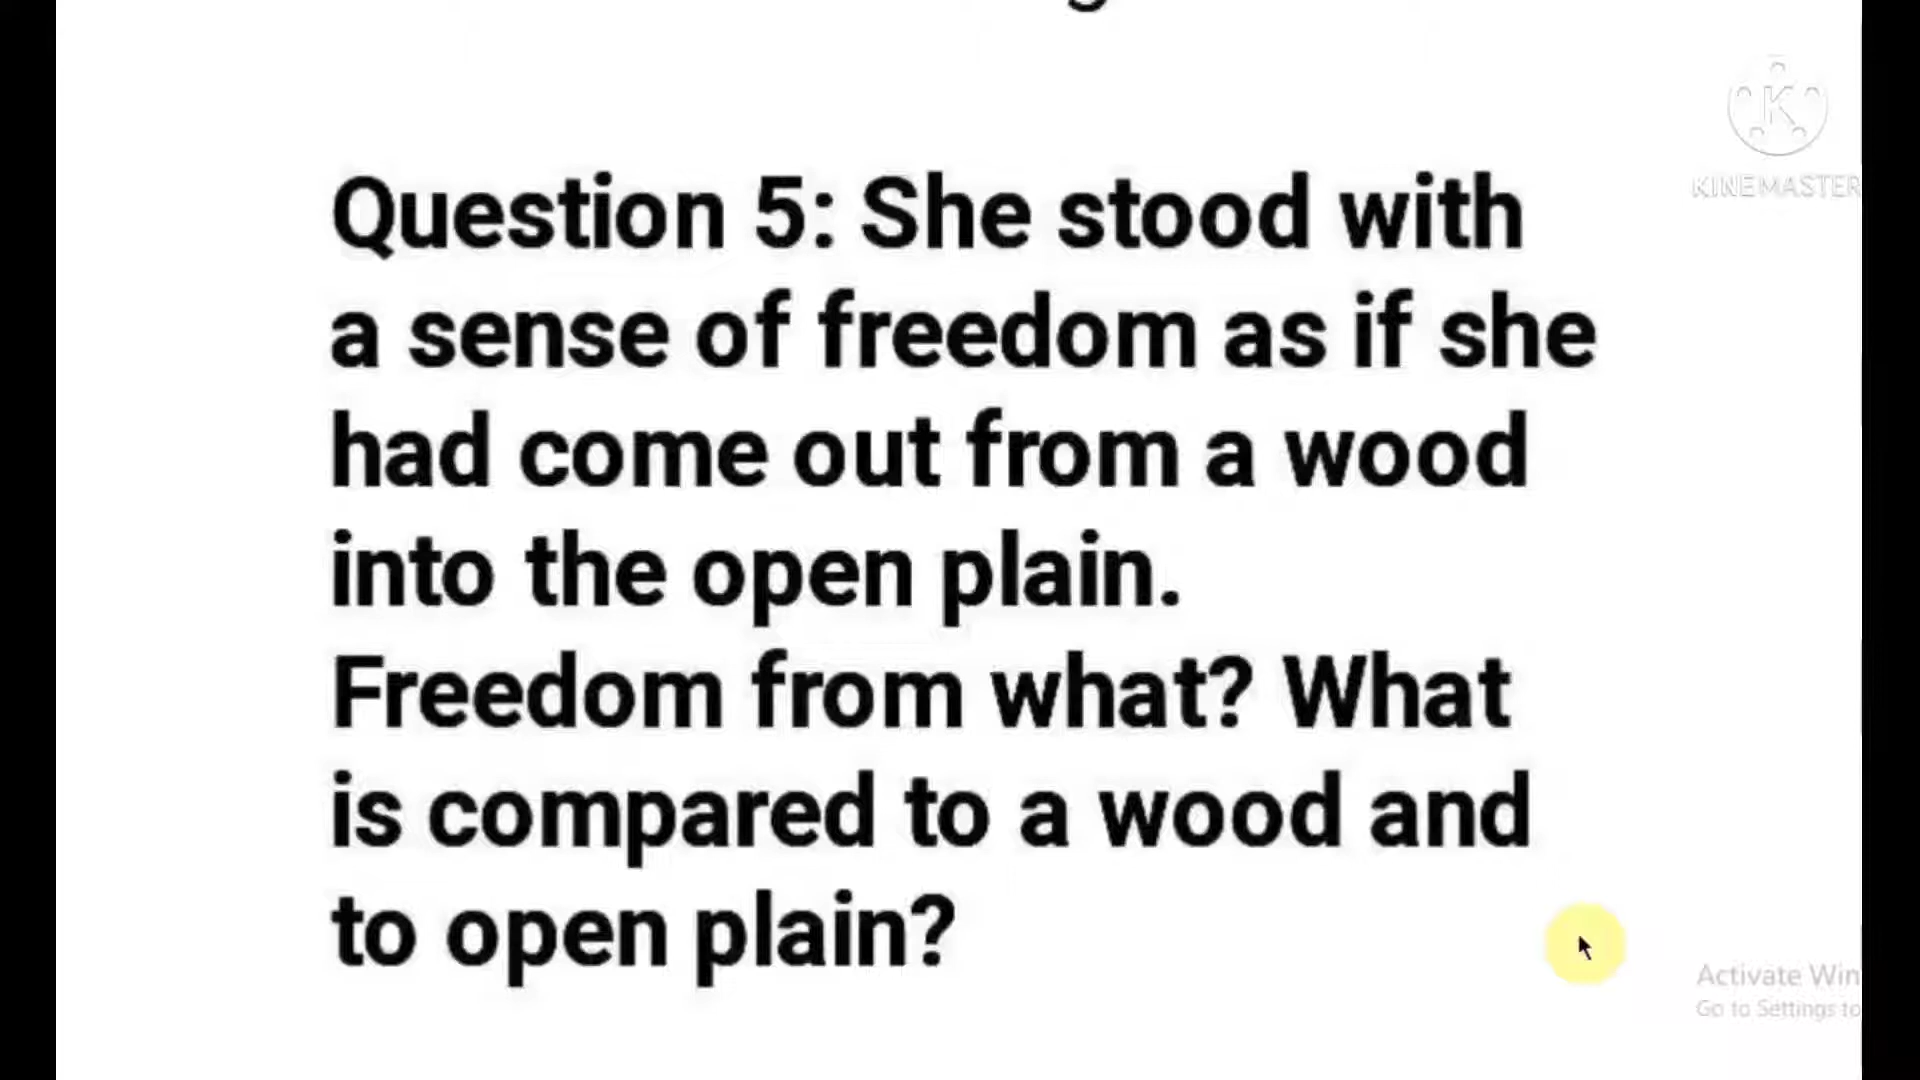 Question 5: She stood with
a sense of freedom as if she
had come out from a wood
into the open plain.
Freedom from what? What
is compared to a wood and
to open plain?
KINEMASTER
Activate Win
Go to Settings to